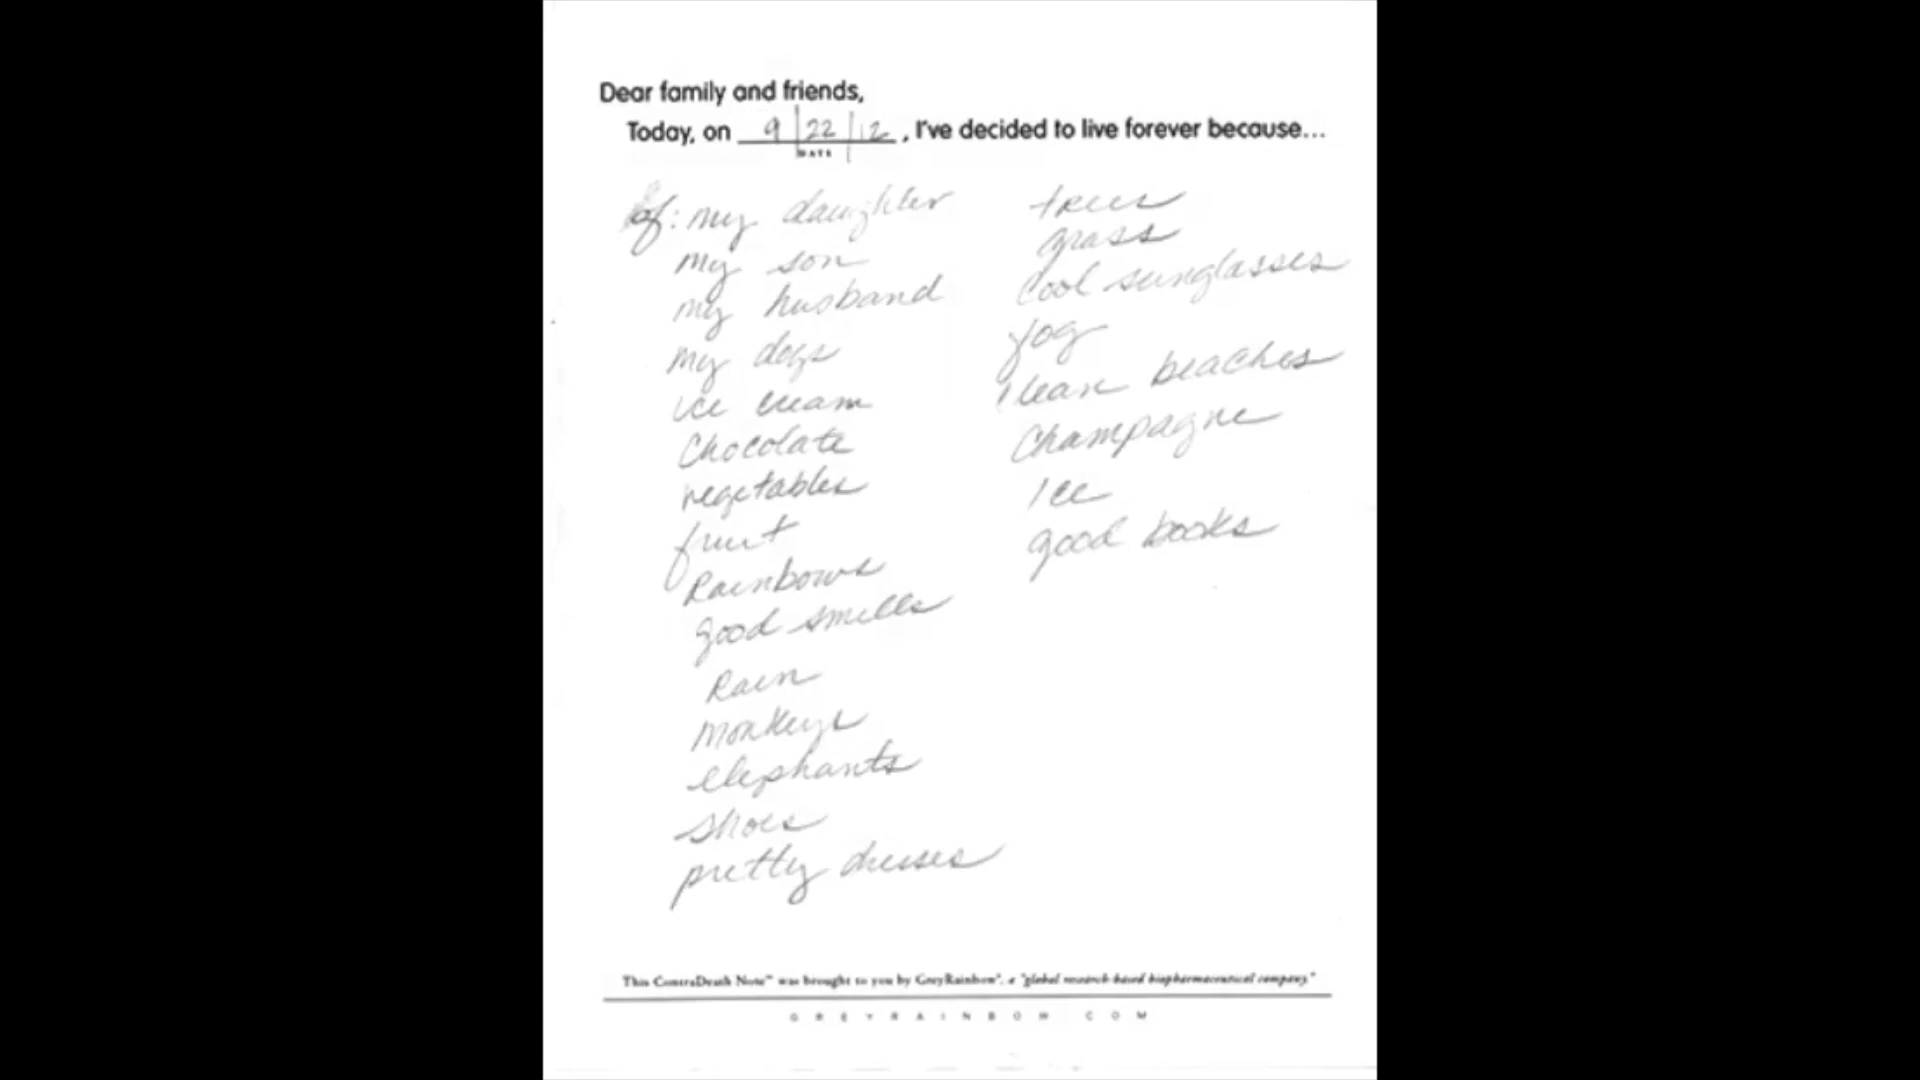 Dear family and friends,
Today, on 9 | 22 | 12 , I've decided to live forever because...
DATE
of: my daughter
my son
my husband
my dogs
ice cream
Chocolate
vegetables
fruit
Rainbows
good smells
Rain
Monkeys
elephants
shoes
pretty dresses
trees
grass
Cool sunglasses
fog
clean beaches
Champagne
Ice
good books
This ContraDeath Note™ was brought to you by GreyRainbow®, a "global research-based biopharmaceutical company."
GREYRAINBOW.COM